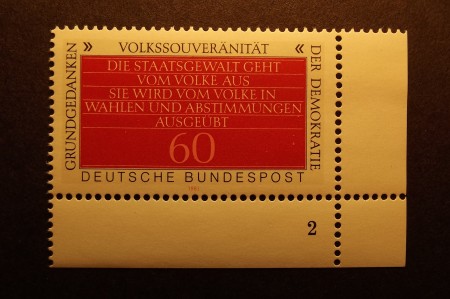 GRUNDGEDANKEN
» VOLKSSOUVERÄNITÄT «
DER DEMOKRATIE
DIE STAATSGEWALT GEHT
VOM VOLKE AUS
SIE WIRD VOM VOLKE IN
WAHLEN UND ABSTIMMUNGEN
AUSGEÜBT
60
DEUTSCHE BUNDESPOST
2